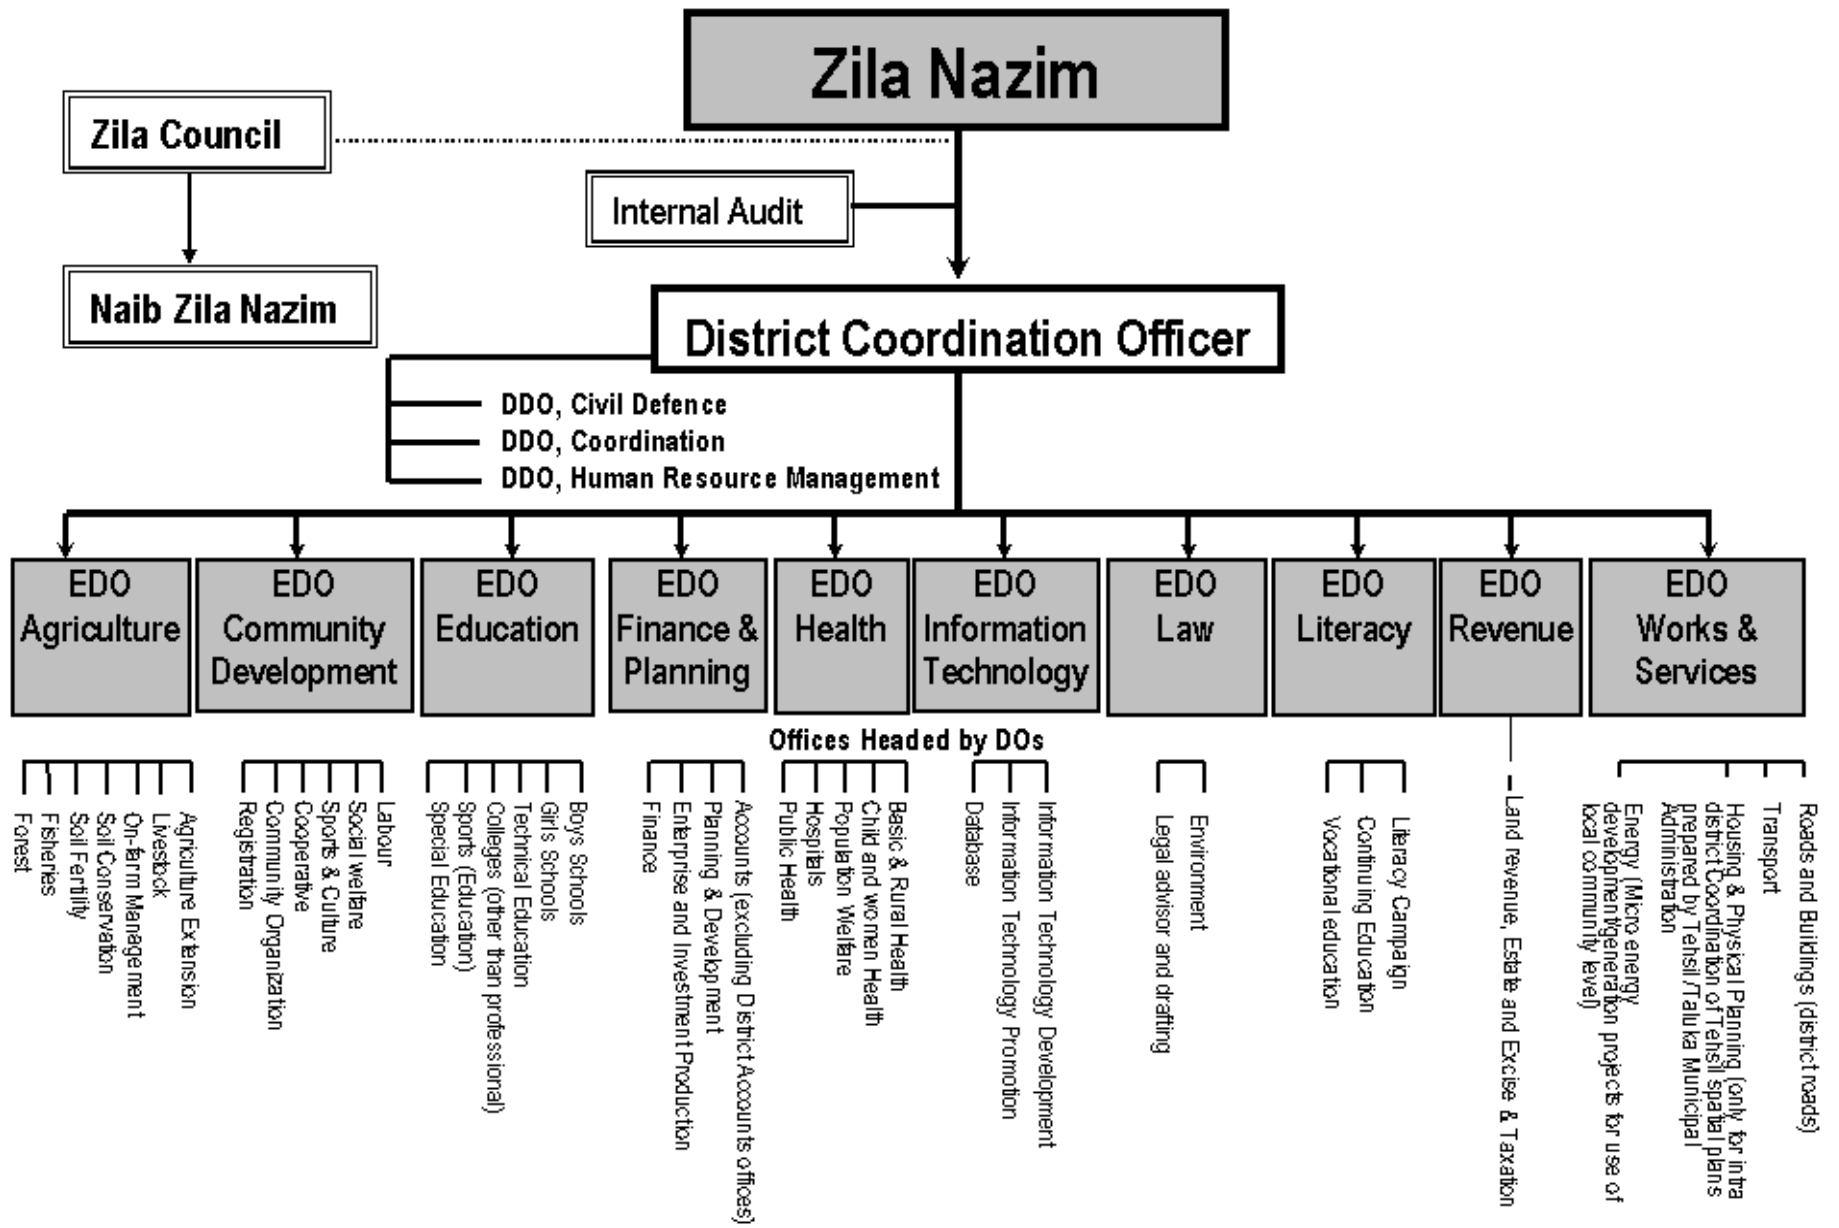 Zila Nazim
Zila Council
Internal Audit
Naib Zila Nazim
District Coordination Officer
DDO, Civil Defence
DDO, Coordination
DDO, Human Resource Management
EDO
Agriculture
EDO
Community
Development
EDO
Education
EDO
Finance &
Planning
EDO
Health
EDO
Information
Technology
EDO
Law
EDO
Literacy
EDO
Revenue
EDO
Works &
Services
Offices Headed by DOs
Forest
Fisheries
Soil Fertility
Soil Conservation
On-farm Management
Livestock
Agriculture Extension
Registration
Community Organization
Cooperative
Sports & Culture
Social welfare
Labour
Special Education
Sports (Education)
Colleges (other than professional)
Technical Education
Girls Schools
Boys Schools
Finance
Enterprise and Investment Production
Planning & Development
Accounts (excluding District Accounts offices)
Public Health
Hospitals
Population Welfare
Child and women Health
Basic & Rural Health
Database
Information Technology Promotion
Information Technology Development
Legal advisor and drafting
Environment
Vocational education
Continuing Education
Literacy Campaign
Land revenue, Estate and Excise & Taxation
Energy (Micro energy
development/generation projects for use of
local community level)
Housing & Physical Planning (only for intra
district Coordination of Tehsil spatial plans
prepared by Tehsil /Taluka Municipal
Administration
Transport
Roads and Buildings (district roads)